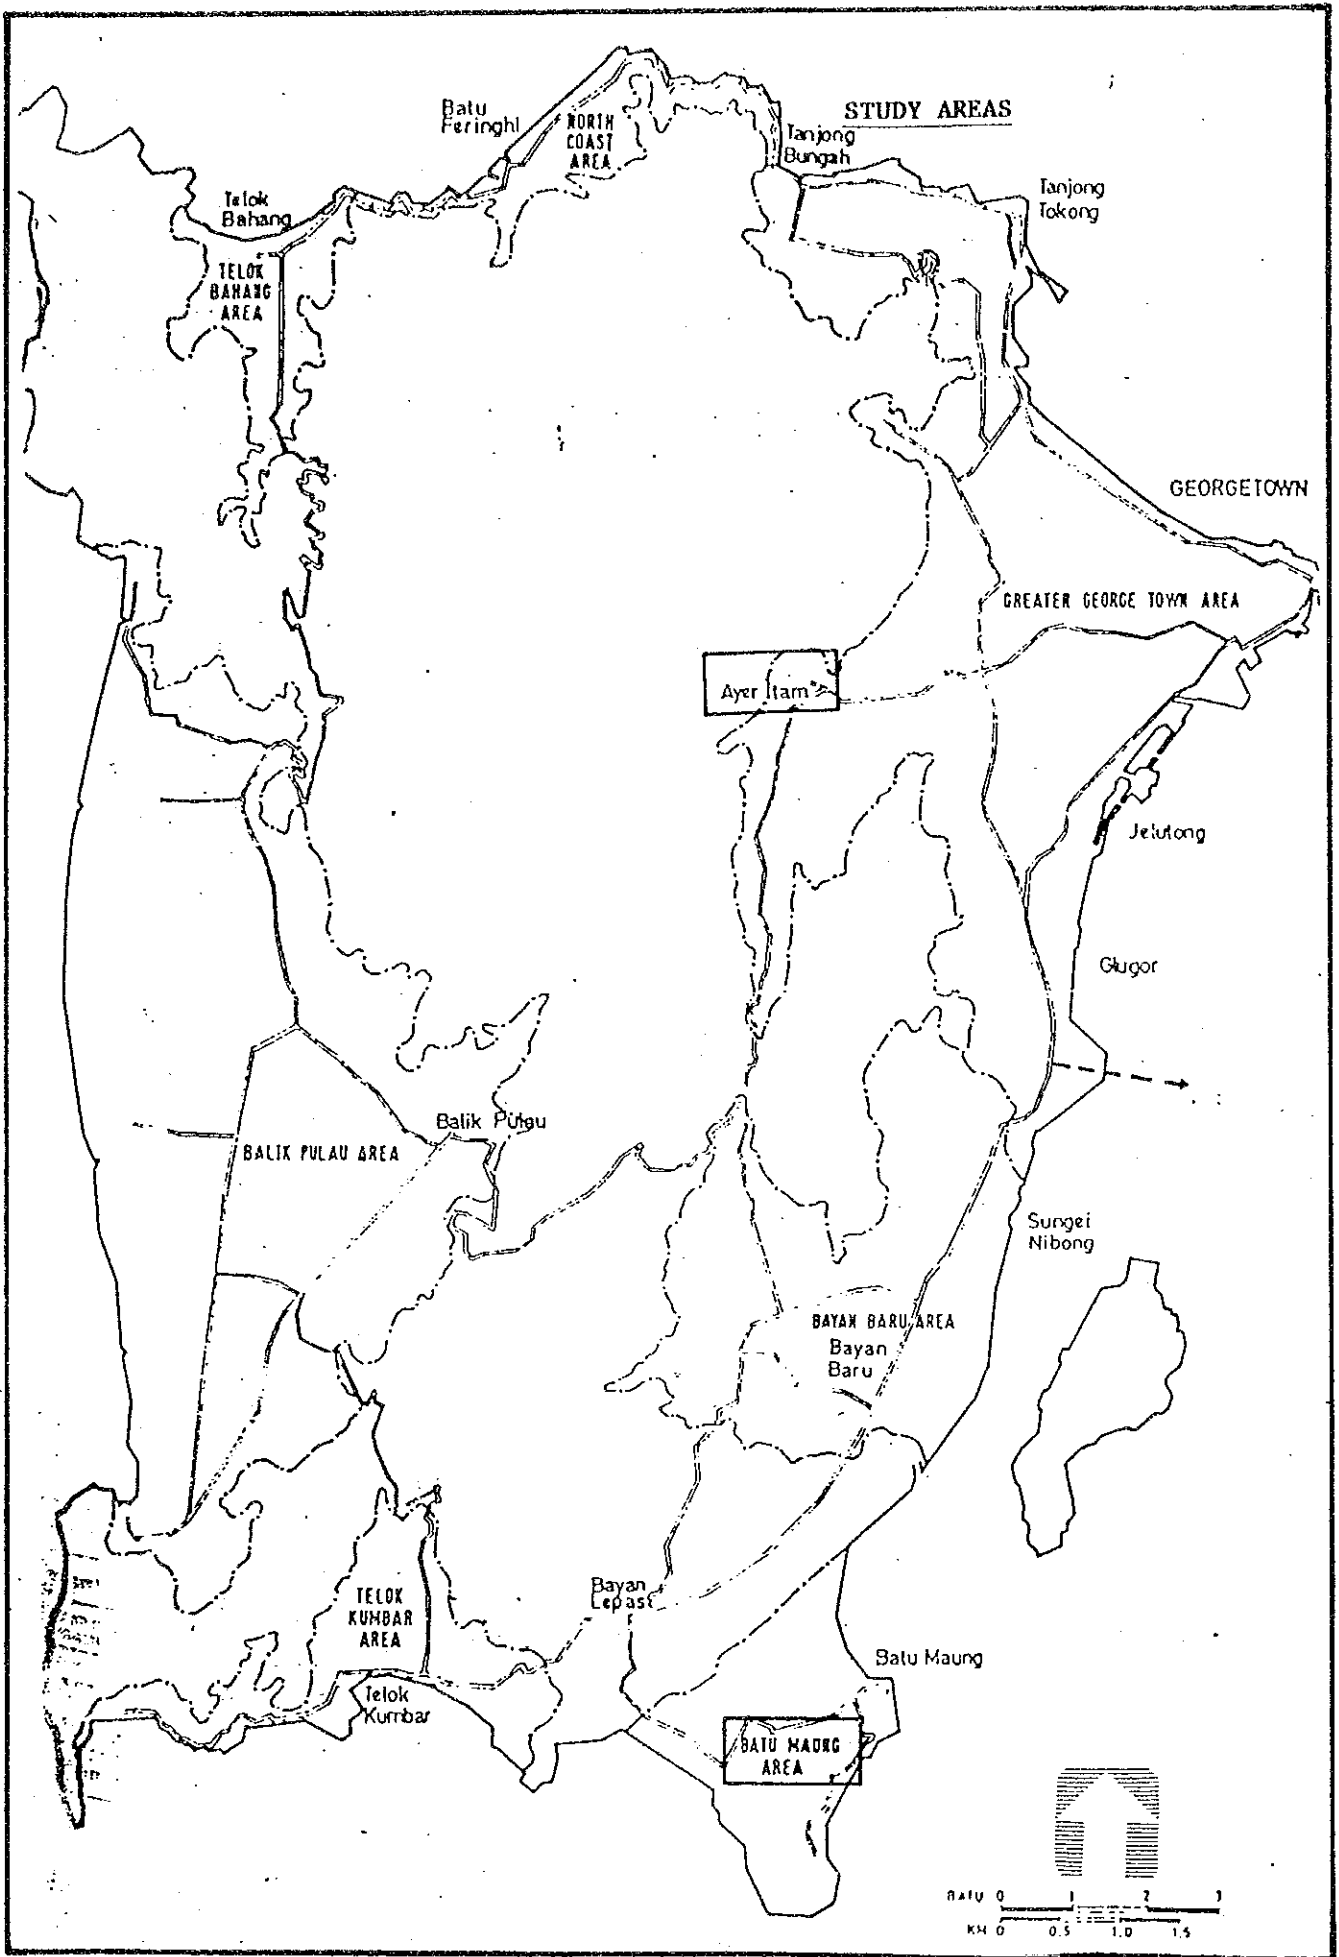 STUDY AREAS
Batu
Feringhi
NORTH
COAST
AREA
Tanjong
Bungah
Tanjong
Tokong
Telok
Bahang
TELOK
BAHANG
AREA
GEORGETOWN
GREATER GEORGE TOWN AREA
Ayer Itam
Jelutong
Glugor
Balik Pulau
BALIK PULAU AREA
Sungei
Nibong
BAYAN BARU AREA
Bayan
Baru
Bayan
Lepas
TELOK
KUMBAR
AREA
Telok
Kumbar
Batu Maung
BATU MAUNG
AREA
BATU 0 1 2 3
KM 0 0.5 1.0 1.5